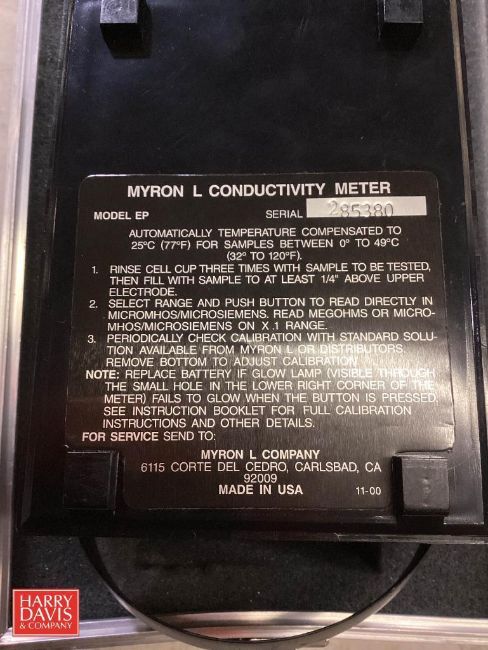 MYRON L CONDUCTIVITY METER
MODEL EP SERIAL 285380
AUTOMATICALLY TEMPERATURE COMPENSATED TO
25°C (77°F) FOR SAMPLES BETWEEN 0° TO 49°C
(32° TO 120°F).
1. RINSE CELL CUP THREE TIMES WITH SAMPLE TO BE TESTED,
THEN FILL WITH SAMPLE TO AT LEAST 1/4" ABOVE UPPER
ELECTRODE.
2. SELECT RANGE AND PUSH BUTTON TO READ DIRECTLY IN
MICROMHOS/MICROSIEMENS. READ MEGOHMS OR MICRO-
MHOS/MICROSIEMENS ON X.1 RANGE.
3. PERIODICALLY CHECK CALIBRATION WITH STANDARD SOLU-
TION AVAILABLE FROM MYRON L OR DISTRIBUTORS.
REMOVE BOTTOM TO ADJUST CALIBRATION.
NOTE: REPLACE BATTERY IF GLOW LAMP (VISIBLE THROUGH
THE SMALL HOLE IN THE LOWER RIGHT CORNER OF THE
METER) FAILS TO GLOW WHEN THE BUTTON IS PRESSED.
SEE INSTRUCTION BOOKLET FOR FULL CALIBRATION
INSTRUCTIONS AND OTHER DETAILS.
FOR SERVICE SEND TO:
MYRON L COMPANY
6115 CORTE DEL CEDRO, CARLSBAD, CA
92009
MADE IN USA 11-00
HARRY
DAVIS
& COMPANY